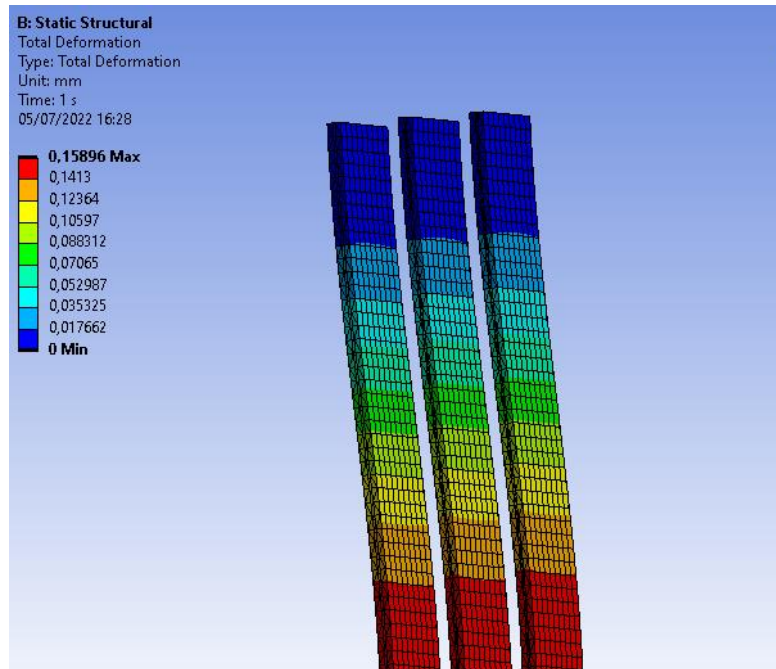 B: Static Structural
Total Deformation
Type: Total Deformation
Unit: mm
Time: 1 s
05/07/2022 16:28
0,15896 Max
0,1413
0,12364
0,10597
0,088312
0,07065
0,052987
0,035325
0,017662
0 Min